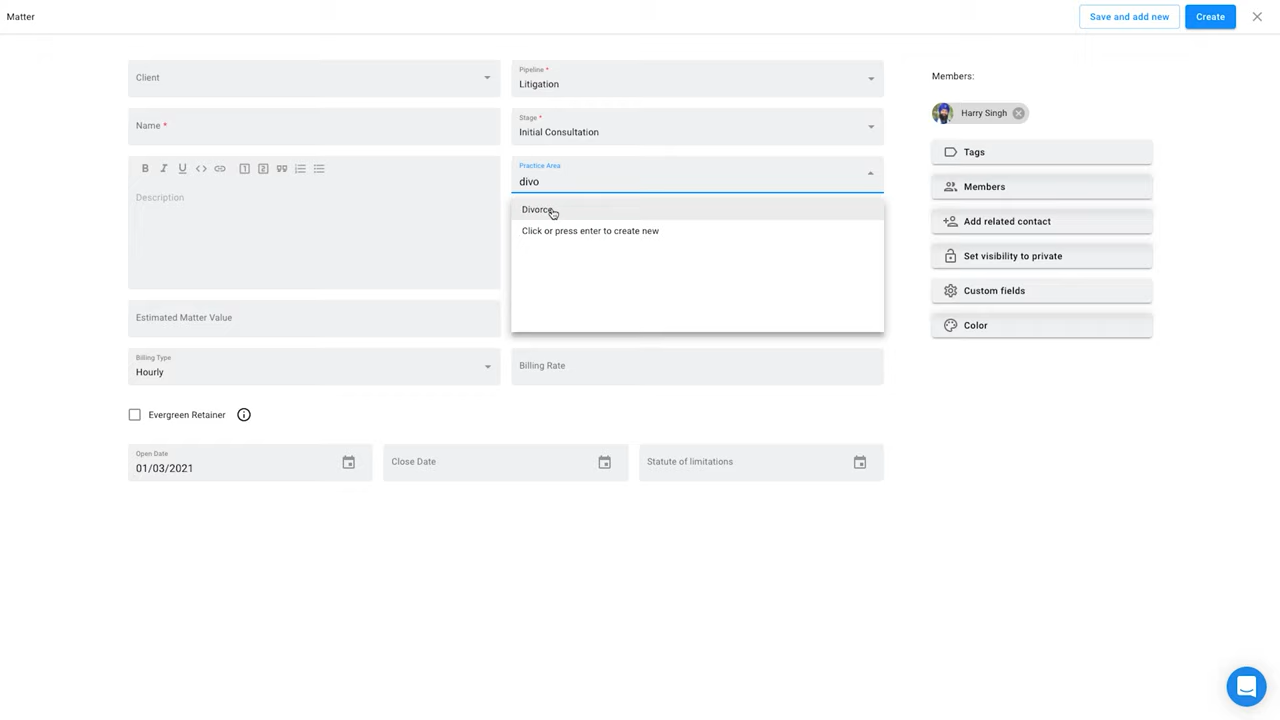 Matter
Save and add new
Create
Client
Pipeline *
Litigation
Members:
Harry Singh
Name *
Stage *
Initial Consultation
Tags
Description
Practice Area
divo
Divorce
Click or press enter to create new
Members
Add related contact
Set visibility to private
Custom fields
Color
Estimated Matter Value
Billing Type
Hourly
Billing Rate
Evergreen Retainer
Open Date
01/03/2021
Close Date
Statute of limitations